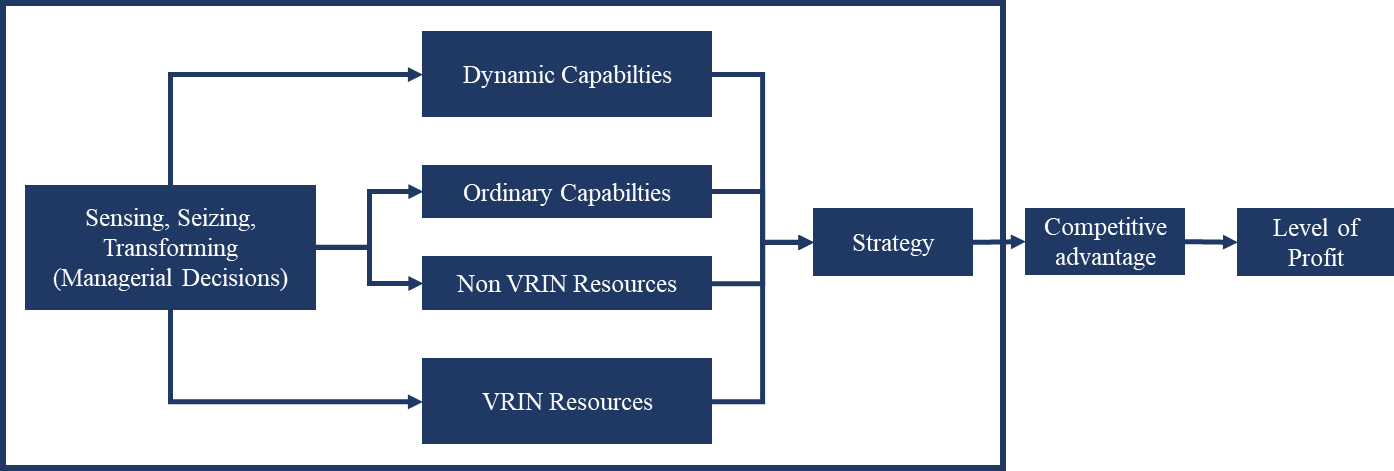 Dynamic Capabilties
Ordinary Capabilties
Sensing, Seizing,
Transforming
(Managerial Decisions)
Non VRIN Resources
VRIN Resources
Strategy
Competitive
advantage
Level of
Profit